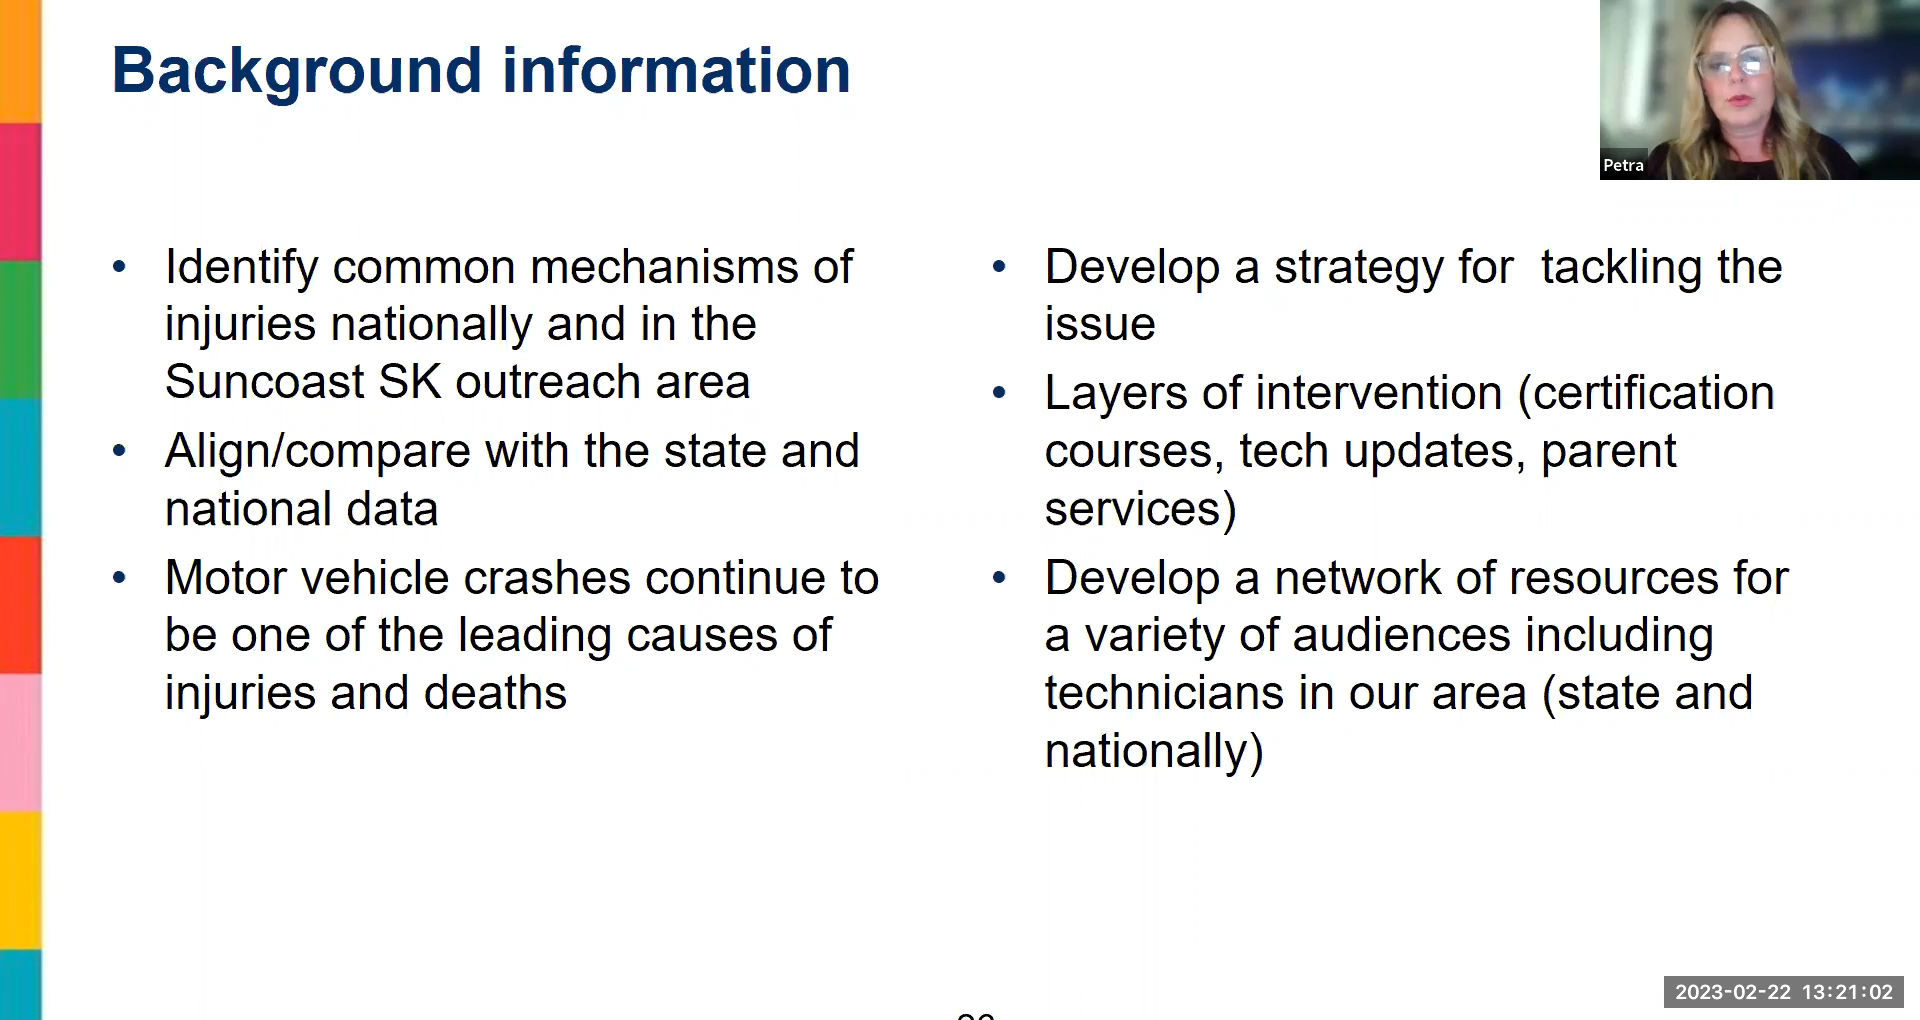 Background information
Petra
• Identify common mechanisms of
injuries nationally and in the
Suncoast SK outreach area
• Align/compare with the state and
national data
• Motor vehicle crashes continue to
be one of the leading causes of
injuries and deaths
• Develop a strategy for  tackling the
issue
• Layers of intervention (certification
courses, tech updates, parent
services)
• Develop a network of resources for
a variety of audiences including
technicians in our area (state and
nationally)
2023-02-22 13:21:02